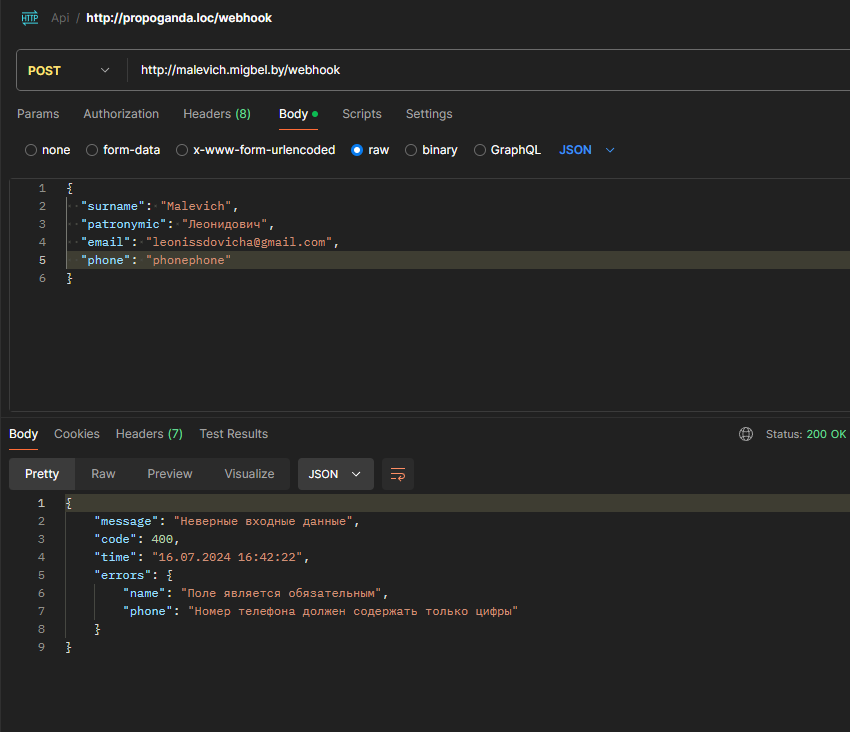 HTTP Api / http://propoganda.loc/webhook
POST http://malevich.migbel.by/webhook
Params Authorization Headers (8) Body Scripts Settings
none form-data x-www-form-urlencoded raw binary GraphQL JSON
1 {
2 "surname": "Malevich",
3 "patronymic": "Леонидович",
4 "email": "leonissdovicha@gmail.com",
5 "phone": "phonephone"
6 }
Body Cookies Headers (7) Test Results Status: 200 OK
Pretty Raw Preview Visualize JSON
1 {
2 "message": "Неверные входные данные",
3 "code": 400,
4 "time": "16.07.2024 16:42:22",
5 "errors": {
6 "name": "Поле является обязательным",
7 "phone": "Номер телефона должен содержать только цифры"
8 }
9 }